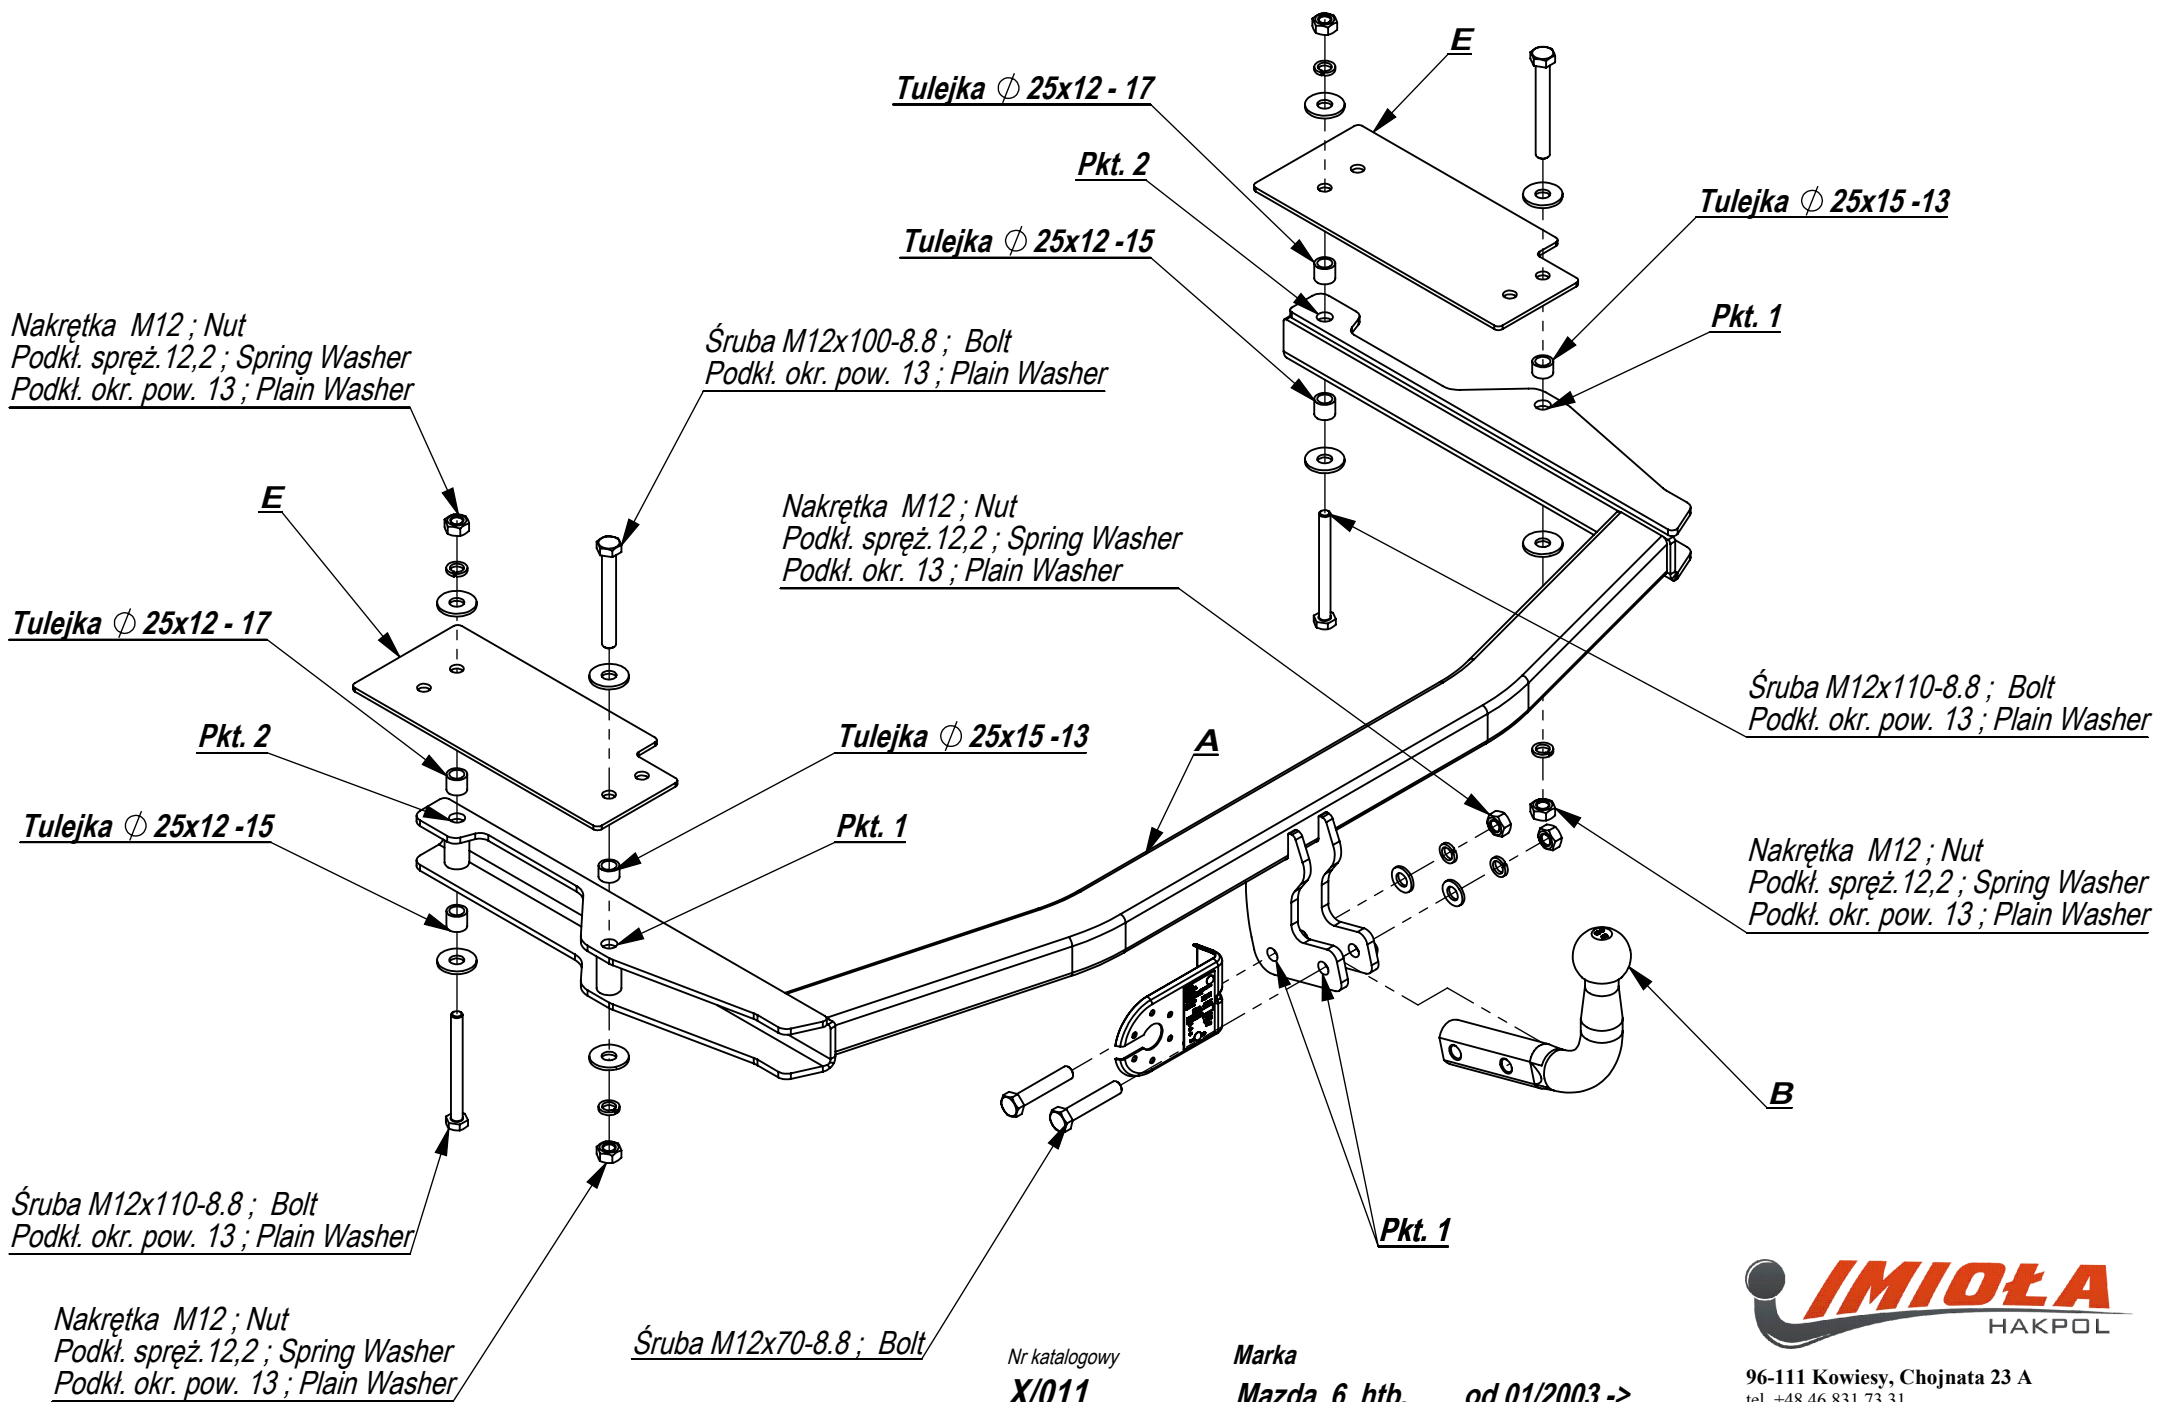 E
Tulejka ∅ 25x12 - 17
Pkt. 2
Tulejka ∅ 25x15 -13
Tulejka ∅ 25x12 -15
Pkt. 1
Nakrętka M12 ; Nut
Podkł. spręż.12,2 ; Spring Washer
Podkł. okr. pow. 13 ; Plain Washer
Śruba M12x100-8.8 ; Bolt
Podkł. okr. pow. 13 ; Plain Washer
E
Nakrętka M12 ; Nut
Podkł. spręż.12,2 ; Spring Washer
Podkł. okr. 13 ; Plain Washer
Tulejka ∅ 25x12 - 17
Śruba M12x110-8.8 ; Bolt
Podkł. okr. pow. 13 ; Plain Washer
Pkt. 2
Tulejka ∅ 25x15 -13
A
Tulejka ∅ 25x12 -15
Pkt. 1
Nakrętka M12 ; Nut
Podkł. spręż.12,2 ; Spring Washer
Podkł. okr. pow. 13 ; Plain Washer
B
Śruba M12x110-8.8 ; Bolt
Podkł. okr. pow. 13 ; Plain Washer
Pkt. 1
Nakrętka M12 ; Nut
Podkł. spręż.12,2 ; Spring Washer
Podkł. okr. pow. 13 ; Plain Washer
Śruba M12x70-8.8 ; Bolt
Nr katalogowy
X/011
Marka
Mazda 6 htb. od 01/2003 ->
IMIOŁA
HAKPOL
96-111 Kowiesy, Chojnata 23 A
tel. +48 46 831 73 31